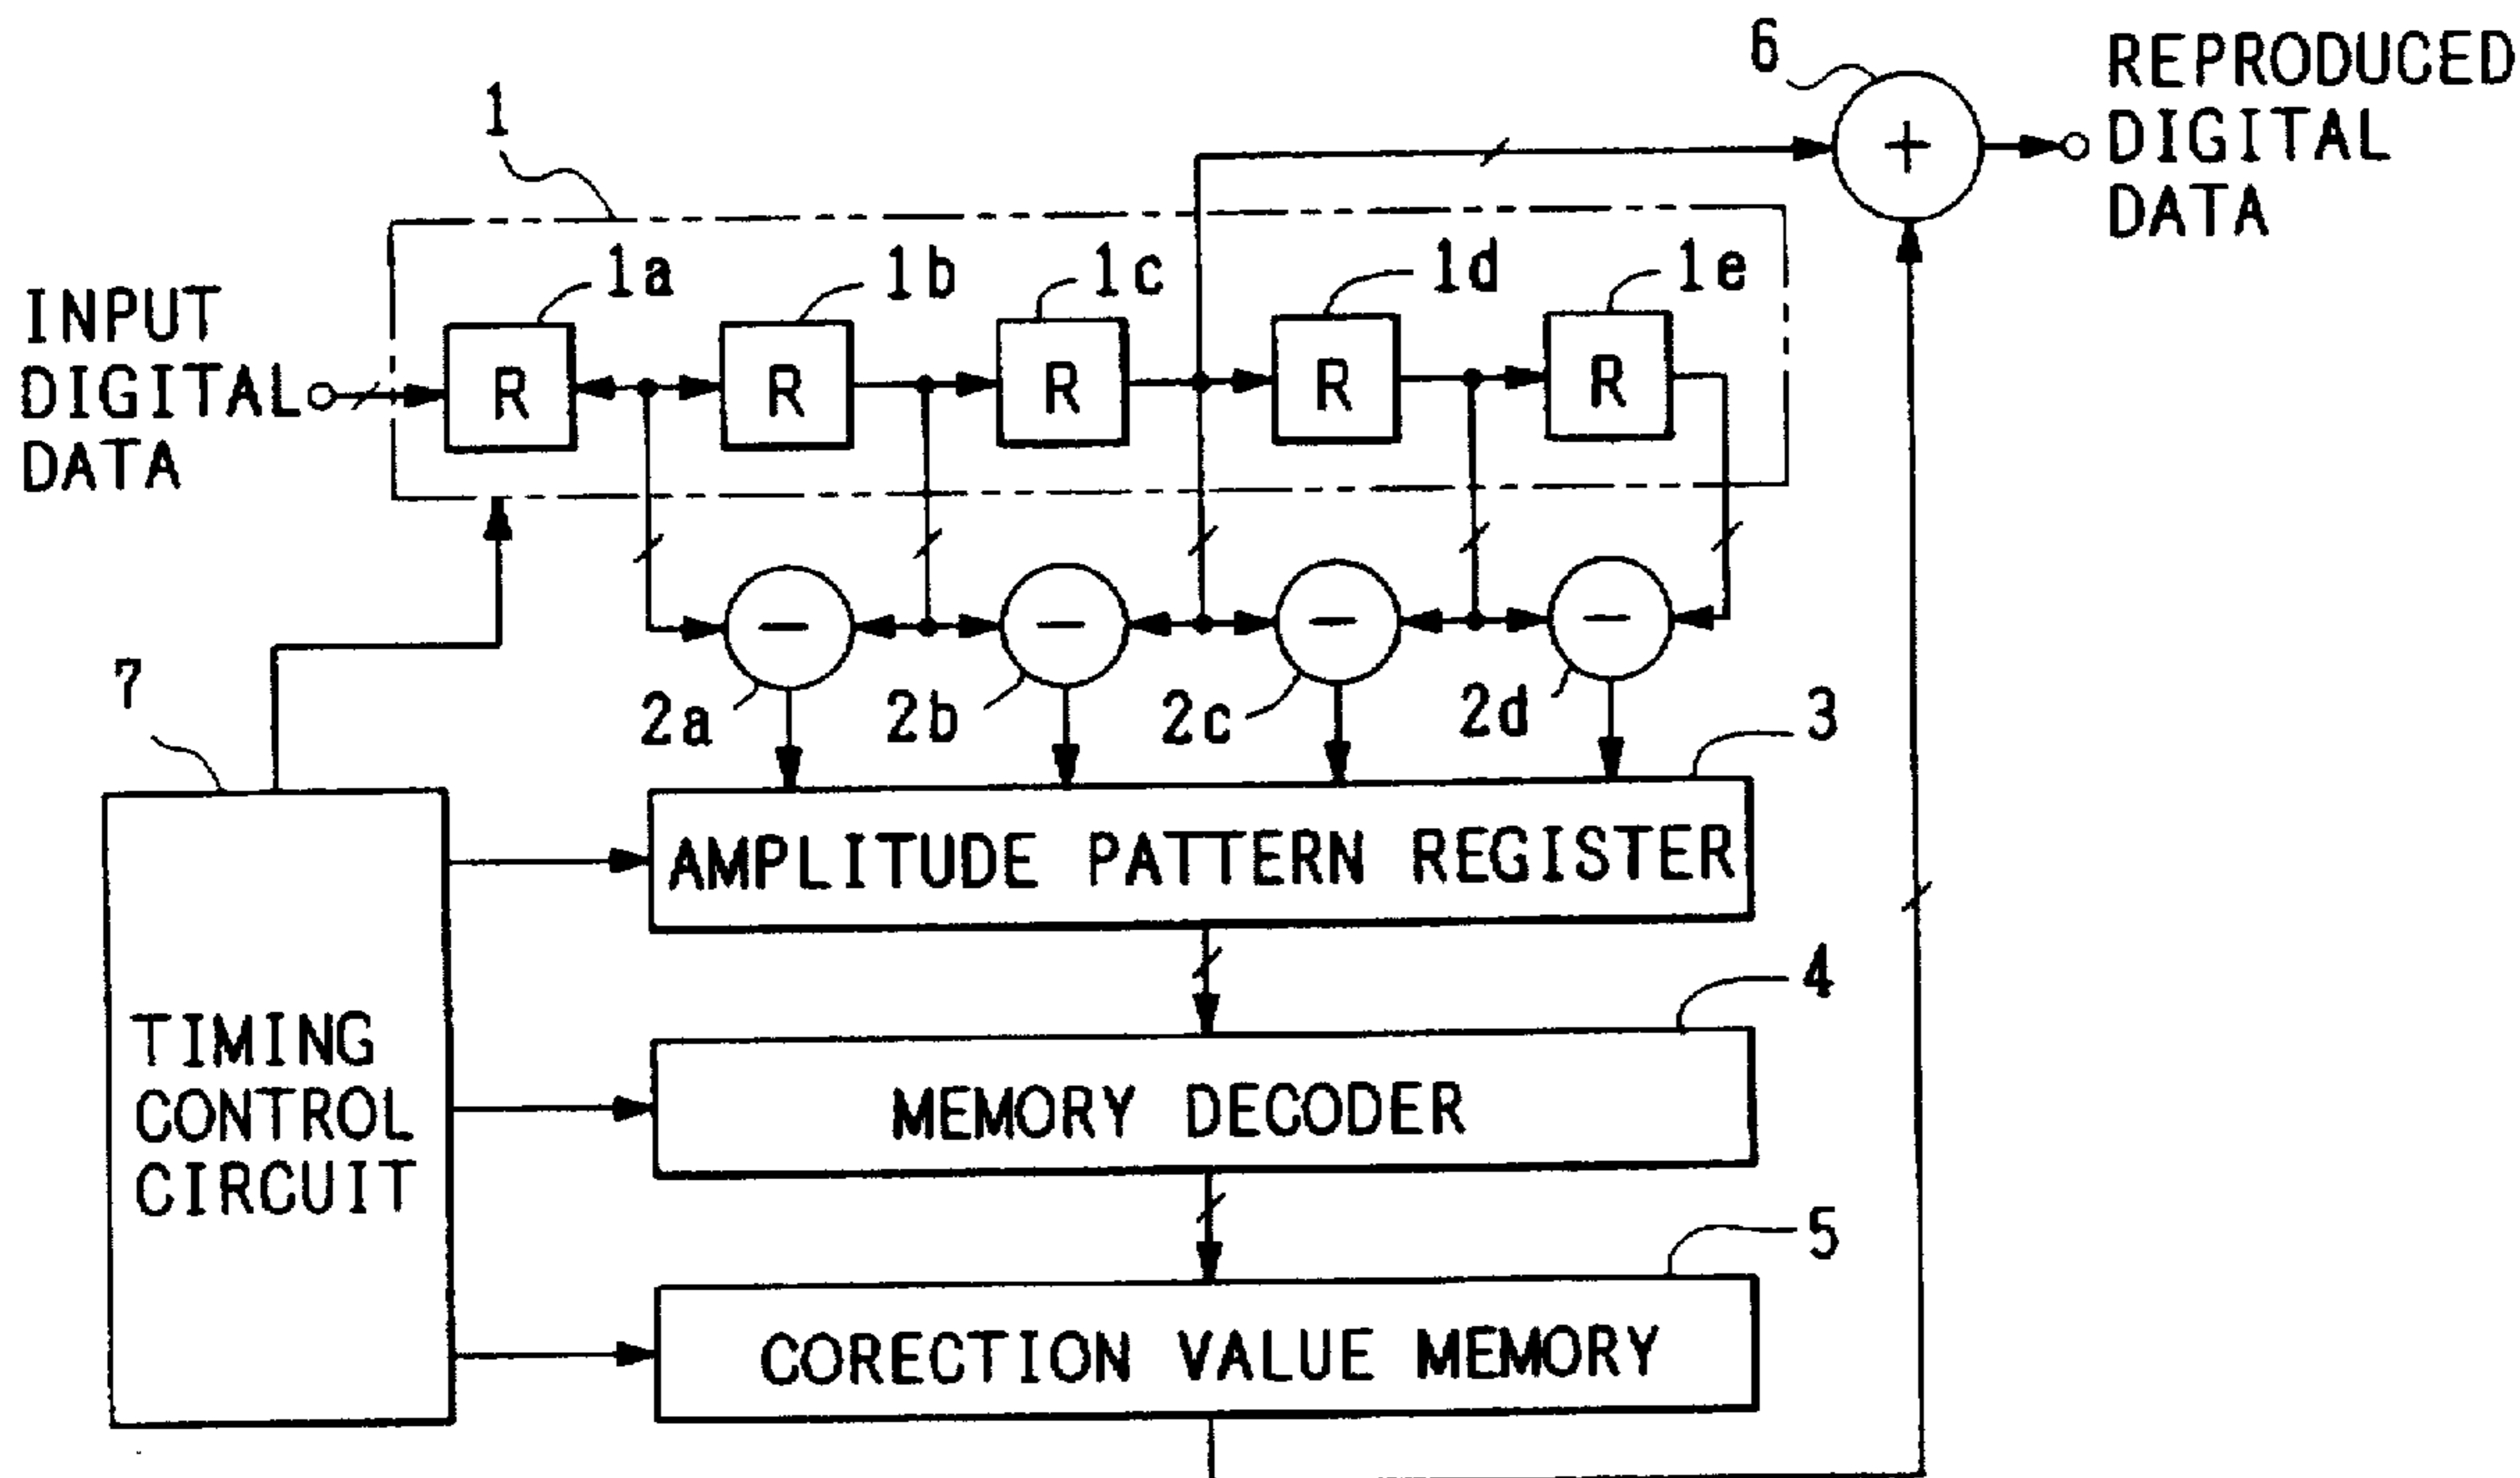 6
REPRODUCED
DIGITAL
DATA
+
1
1a
1b
1c
1d
1e
INPUT
DIGITAL
DATA
R
R
R
R
R
−
−
−
−
2a
2b
2c
2d
3
7
AMPLITUDE PATTERN REGISTER
4
TIMING
CONTROL
CIRCUIT
MEMORY DECODER
5
CORECTION VALUE MEMORY